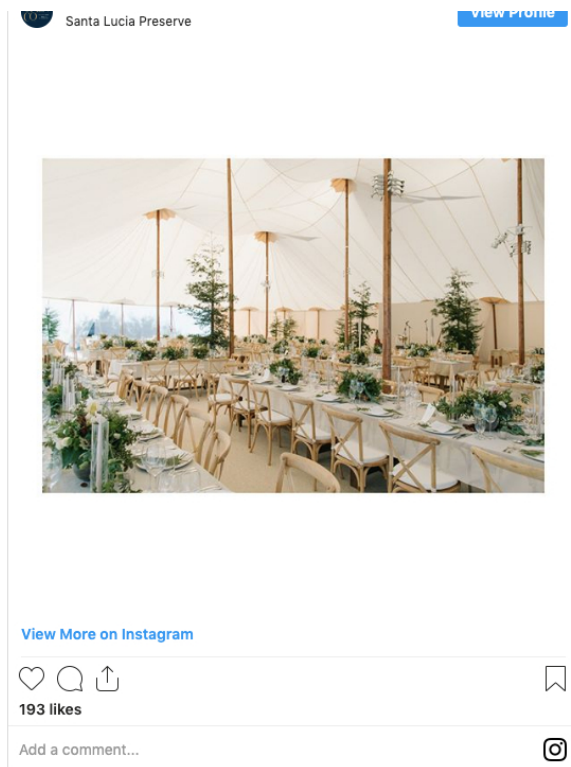 Santa Lucia Preserve
View Profile
View More on Instagram
193 likes
Add a comment...